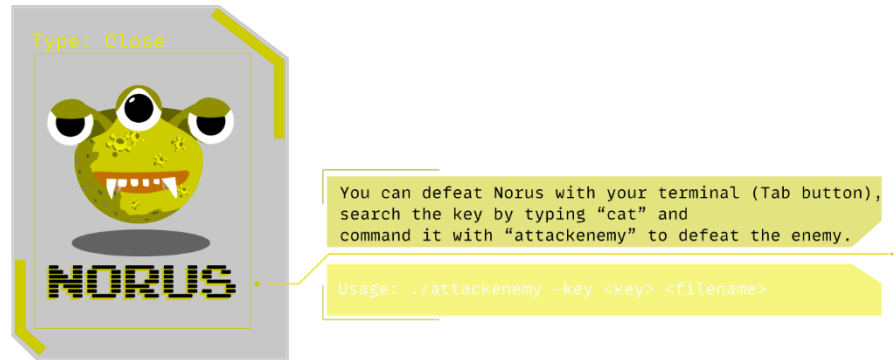 Type: Close
NORUS
You can defeat Norus with your terminal (Tab button),
search the key by typing “cat” and
command it with “attackenemy” to defeat the enemy.
Usage: ./attackenemy -key <key> <filename>